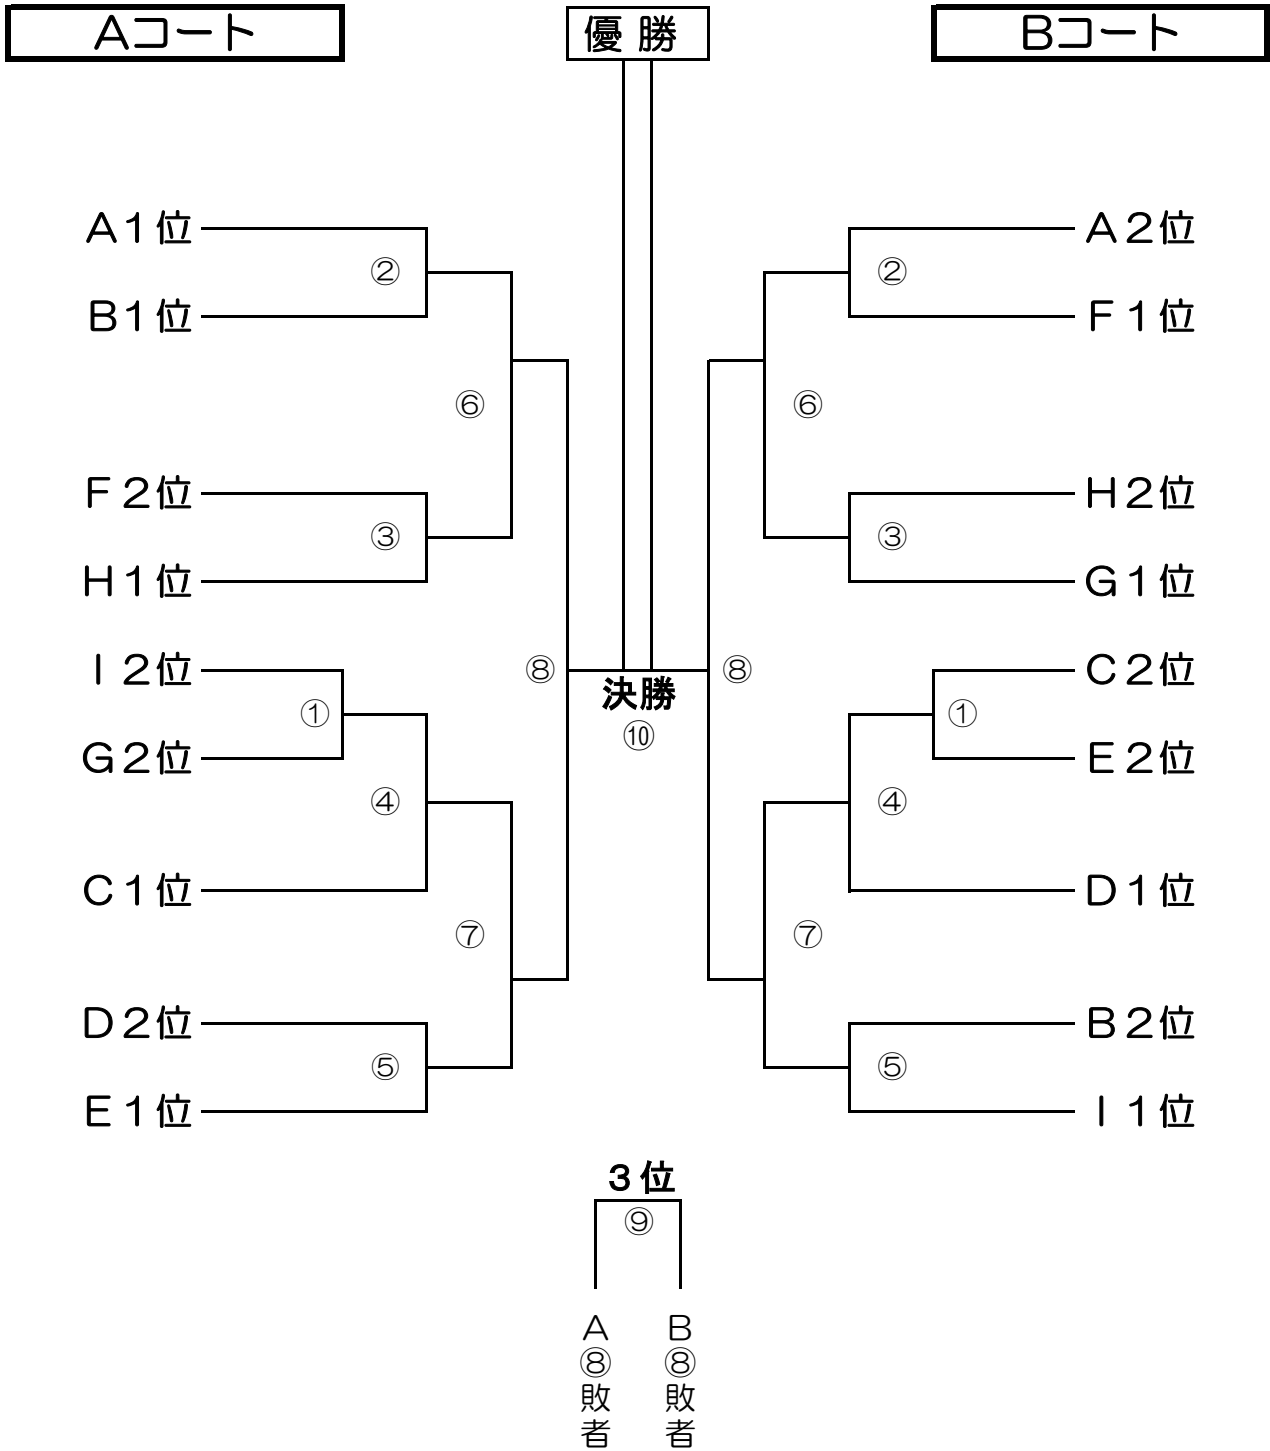 Aコート
優勝
Bコート
A1位
A2位
②
②
B1位
F1位
⑥
⑥
F2位
H2位
③
③
H1位
G1位
I2位
⑧
⑧
C2位
決勝
①
⑩
①
G2位
E2位
④
④
C1位
D1位
⑦
⑦
D2位
B2位
⑤
⑤
E1位
I1位
3位
⑨
A⑧敗者
B⑧敗者